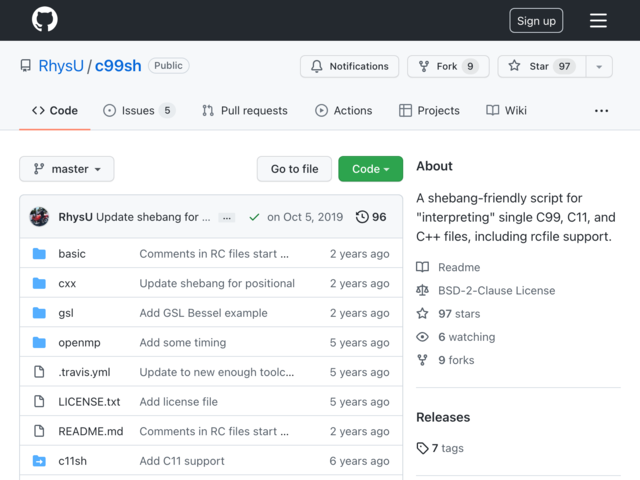 Sign up
RhysU / c99sh Public
Notifications Fork 9 Star 97
Code Issues 5 Pull requests Actions Projects Wiki ...
master Go to file Code
RhysU Update shebang for ... ... on Oct 5, 2019 96
basic Comments in RC files start ... 2 years ago
cxx Update shebang for positional 2 years ago
gsl Add GSL Bessel example 2 years ago
openmp Add some timing 5 years ago
.travis.yml Update to new enough toolc... 5 years ago
LICENSE.txt Add license file 5 years ago
README.md Comments in RC files start ... 2 years ago
c11sh Add C11 support 6 years ago
About
A shebang-friendly script for
"interpreting" single C99, C11, and
C++ files, including rcfile support.
Readme
BSD-2-Clause License
97 stars
6 watching
9 forks
Releases
7 tags